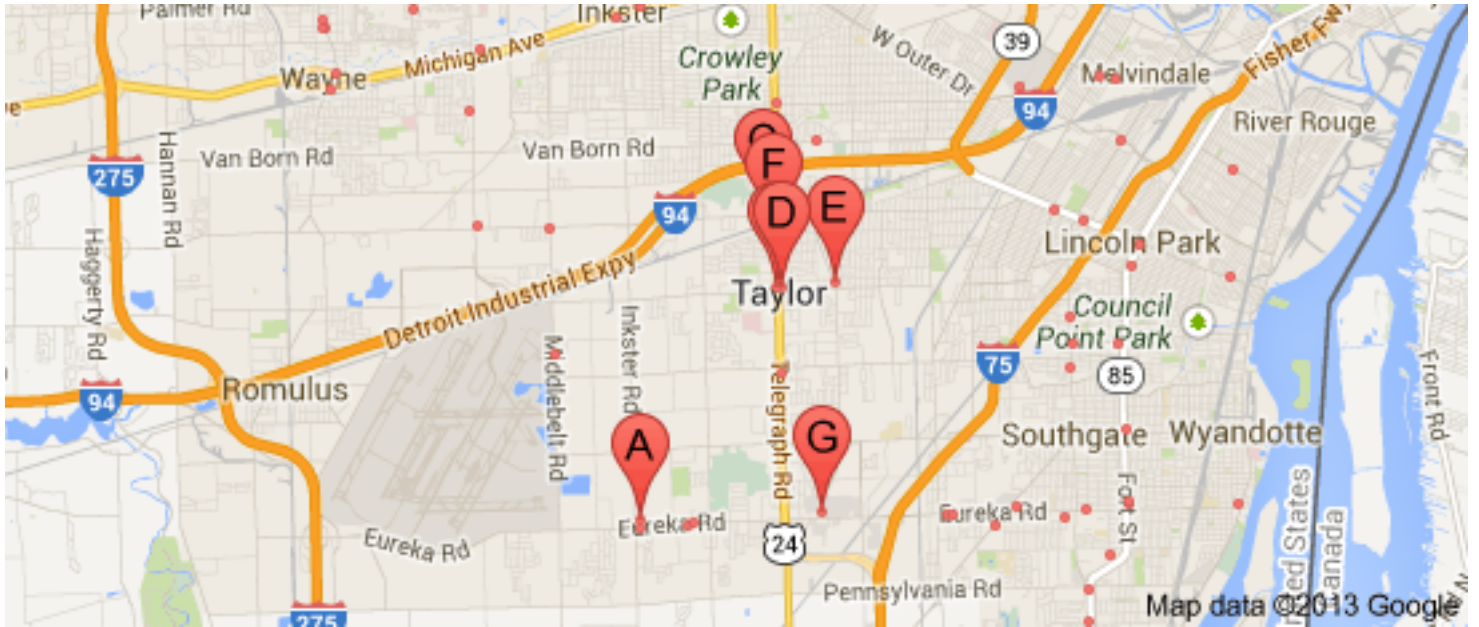 Palmer Rd
Inkster
39
W Outer Dr
Fisher Fwy
Crowley
Park
Michigan Ave
Wayne
Melvindale
94
River Rouge
Hannan Rd
Van Born Rd
Van Born Rd
275
F
94
D
E
Lincoln Park
Haggerty Rd
Detroit Industrial Expy
Taylor
Council
Point Park
Inkster Rd
Middlebelt Rd
75
85
Front Rd
94
Romulus
Telegraph Rd
A
G
Southgate
Wyandotte
Eureka Rd
Eureka Rd
Eureka Rd
Fort St
24
United States
Canada
Pennsylvania Rd
275
Map data ©2013 Google